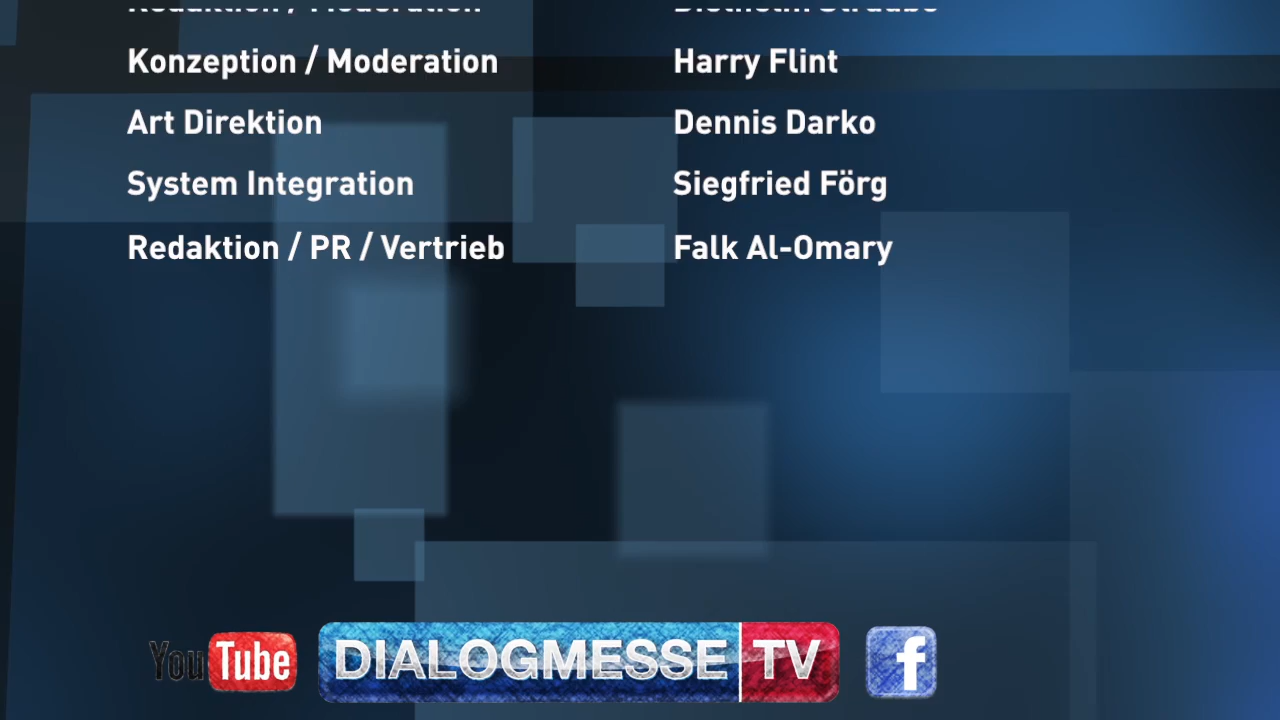 Konzeption / Moderation Harry Flint
Art Direktion Dennis Darko
System Integration Siegfried Förg
Redaktion / PR / Vertrieb Falk Al-Omary
YouTube DIALOGMESSE TV f